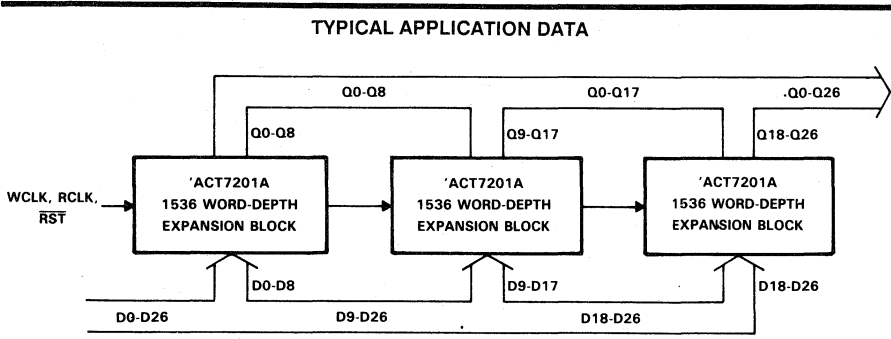 TYPICAL APPLICATION DATA
Q0-Q8
Q0-Q17
.Q0-Q26
Q0-Q8
Q9-Q17
Q18-Q26
WCLK, RCLK,
RST
'ACT7201A
1536 WORD-DEPTH
EXPANSION BLOCK
'ACT7201A
1536 WORD-DEPTH
EXPANSION BLOCK
'ACT7201A
1536 WORD-DEPTH
EXPANSION BLOCK
D0-D8
D9-D17
D18-D26
D0-D26
D9-D26
D18-D26